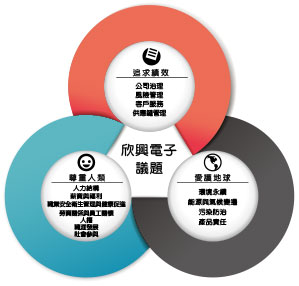 追求績效
公司治理
風險管理
客戶服務
供應鏈管理
欣興電子
議題
尊重人類
人力結構
薪資與福利
職業安全衛生管理與健康促進
勞資關係與員工關懷
人權
職涯發展
社會參與
愛護地球
環境永續
能源與氣候變遷
污染防治
產品責任